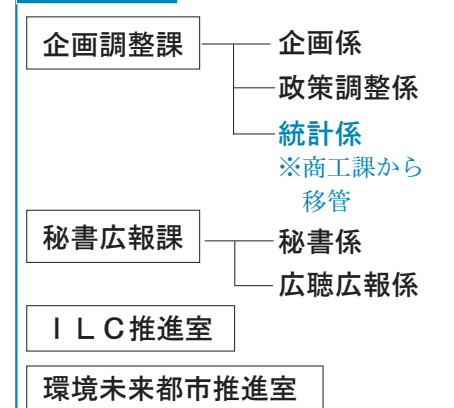 企画調整課
企画係
政策調整係
統計係
※商工課から
移管
秘書広報課
秘書係
広聴広報係
ＩＬＣ推進室
環境未来都市推進室